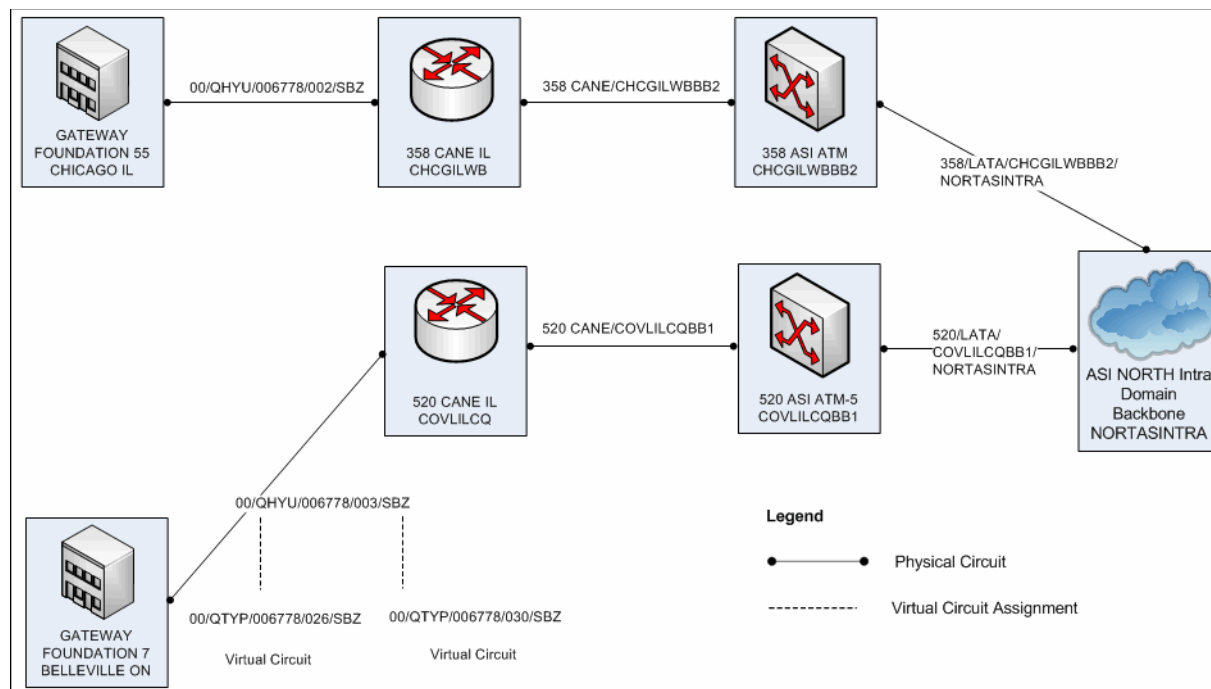 00/QHYU/006778/002/SBZ
358 CANE/CHCGILWBBB2
GATEWAY
FOUNDATION 55
CHICAGO IL
358 CANE IL
CHCGILWB
358 ASI ATM
CHCGILWBBB2
358/LATA/CHCGILWBBB2/
NORTASINTRA
520 CANE/COVLILCQBB1
520/LATA/
COVLILCQBB1/
NORTASINTRA
520 CANE IL
COVLILCQ
520 ASI ATM-5
COVLILCQBB1
ASI NORTH Intra
Domain
Backbone
NORTASINTRA
00/QHYU/006778/003/SBZ
00/QTYP/006778/026/SBZ
Virtual Circuit
00/QTYP/006778/030/SBZ
Virtual Circuit
GATEWAY
FOUNDATION 7
BELLEVILLE ON
Legend
Physical Circuit
Virtual Circuit Assignment